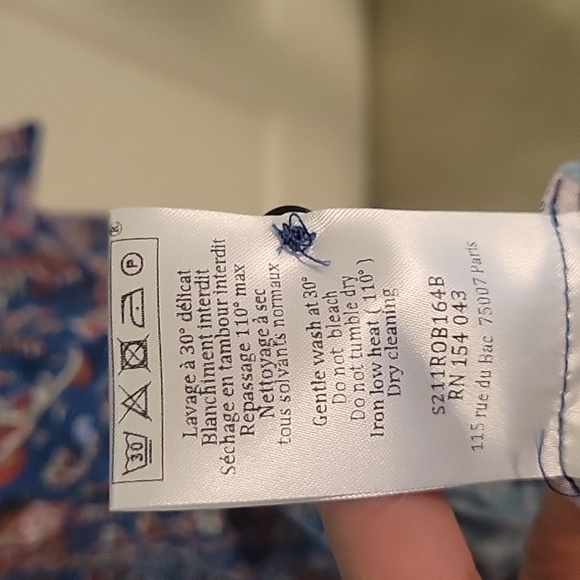 ®
30 P
Lavage à 30° délicat
Blanchiment interdit
Séchage en tambour interdit
Repassage 110° max
Nettoyage à sec
tous solvants normaux
Gentle wash at 30°
Do not bleach
Do not tumble dry
Iron low heat ( 110° )
Dry cleaning
S211ROB164B
RN 154 043
115 rue du Bac 75007 Paris